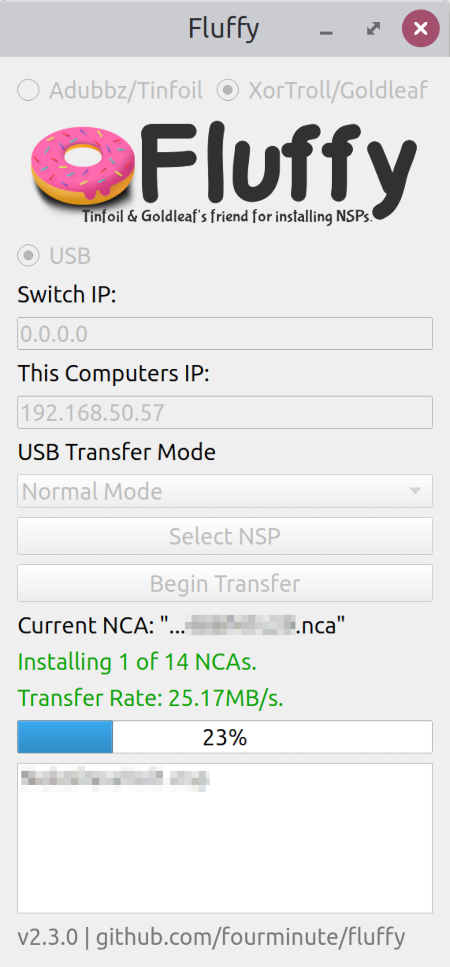 Fluffy
Adubbz/Tinfoil XorTroll/Goldleaf
Fluffy
Tinfoil & Goldleaf's friend for installing NSPs.
USB
Switch IP:
0.0.0.0
This Computers IP:
192.168.50.57
USB Transfer Mode
Normal Mode
Select NSP
Begin Transfer
Current NCA: "... .nca"
Installing 1 of 14 NCAs.
Transfer Rate: 25.17MB/s.
23%
v2.3.0 | github.com/fourminute/fluffy